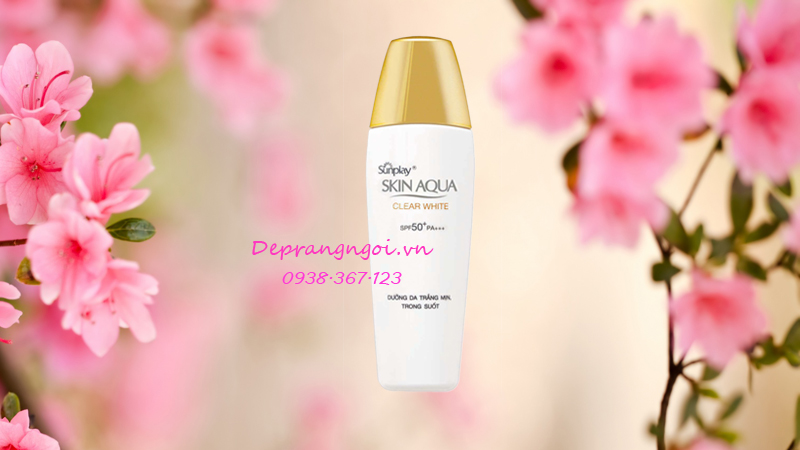 Sunplay®
SKIN AQUA
CLEAR WHITE
SPF50+PA+++
Deprangngoi.vn
0938·367·123
DƯỠNG DA TRẮNG MỊN,
TRONG SUỐT